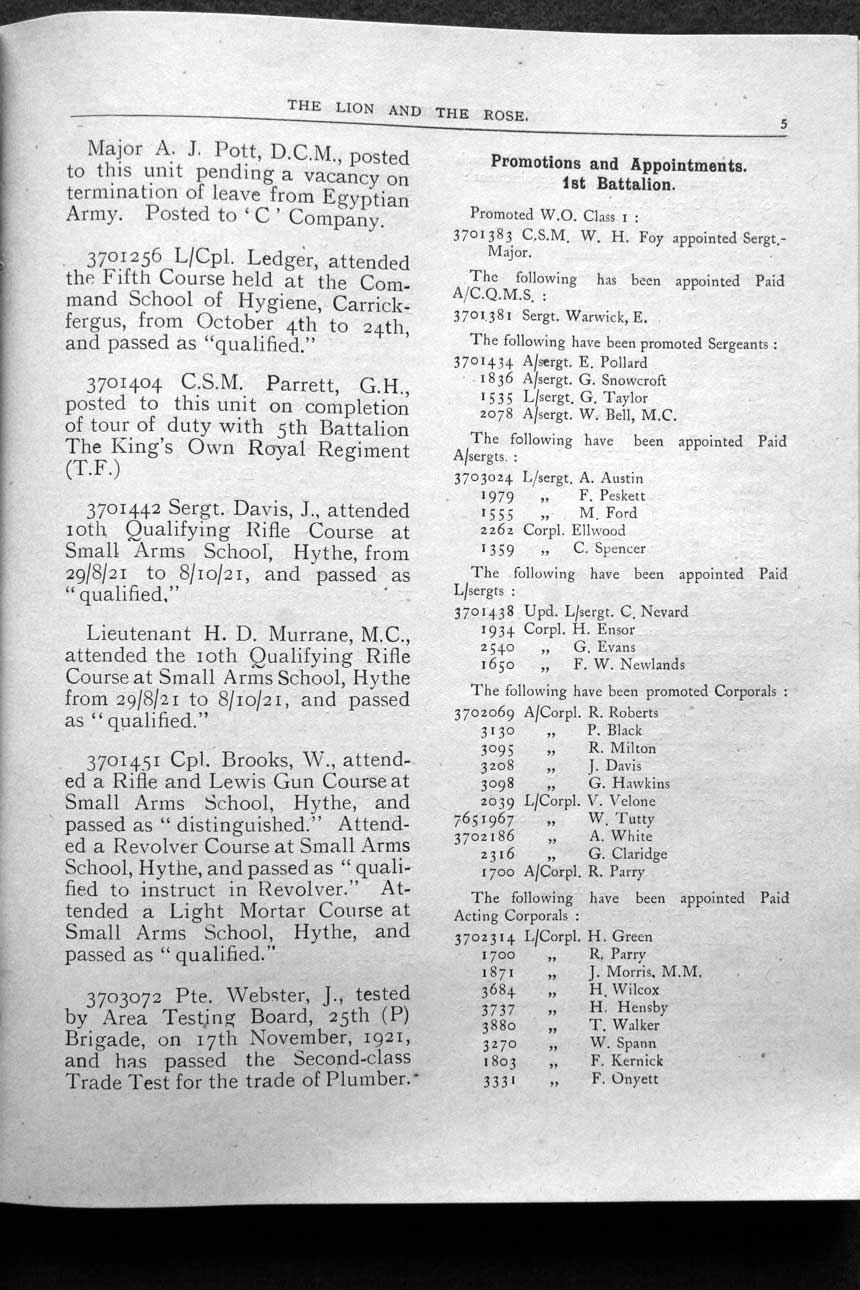 THE LION AND THE ROSE.
5
Major A. J. Pott, D.C.M., posted
to this unit pending a vacancy on
termination of leave from Egyptian
Army. Posted to ‘ C ’ Company.
3701256 L/Cpl. Ledger, attended
the Fifth Course held at the Com-
mand School of Hygiene, Carrick-
fergus, from October 4th to 24th,
and passed as “qualified.”
3701404 C.S.M. Parrett, G.H.,
posted to this unit on completion
of tour of duty with 5th Battalion
The King's Own Royal Regiment
(T.F.)
3701442 Sergt. Davis, J., attended
10th Qualifying Rifle Course at
Small Arms School, Hythe, from
29/8/21 to 8/10/21, and passed as
“ qualified.”
Lieutenant H. D. Murrane, M.C.,
attended the 10th Qualifying Rifle
Course at Small Arms School, Hythe
from 29/8/21 to 8/10/21, and passed
as “ qualified.”
3701451 Cpl. Brooks, W., attend-
ed a Rifle and Lewis Gun Course at
Small Arms School, Hythe, and
passed as “ distinguished.” Attend-
ed a Revolver Course at Small Arms
School, Hythe, and passed as “ quali-
fied to instruct in Revolver.” At-
tended a Light Mortar Course at
Small Arms School, Hythe, and
passed as “ qualified.”
3703072 Pte. Webster, J., tested
by Area Testing Board, 25th (P)
Brigade, on 17th November, 1921,
and has passed the Second-class
Trade Test for the trade of Plumber.
Promotions and Appointments.
1st Battalion.
Promoted W.O. Class 1 :
3701383 C.S.M. W. H. Foy appointed Sergt.-
Major.
The following has been appointed Paid
A/C.Q.M.S. :
3701381 Sergt. Warwick, E.
The following have been promoted Sergeants :
3701434 A/sergt. E. Pollard
1836 A/sergt. G. Snowcroft
1535 L/sergt. G. Taylor
2078 A/sergt. W. Bell, M.C.
The following have been appointed Paid
A/sergts. :
3703024 L/sergt. A. Austin
1979 „ F. Peskett
1555 „ M. Ford
2262 Corpl. Ellwood
1359 „ C. Spencer
The following have been appointed Paid
L/sergts :
3701438 Upd. L/sergt. C. Nevard
1934 Corpl. H. Ensor
2540 „ G. Evans
1650 „ F. W. Newlands
The following have been promoted Corporals :
3702069 A/Corpl. R. Roberts
3130 „ P. Black
3095 „ R. Milton
3208 „ J. Davis
3098 „ G. Hawkins
2039 L/Corpl. V. Velone
7651967 „ W. Tutty
3702186 „ A. White
2316 „ G. Claridge
1700 A/Corpl. R. Parry
The following have been appointed Paid
Acting Corporals :
3702314 L/Corpl. H. Green
1700 „ R. Parry
1871 „ J. Morris, M.M.
3684 „ H. Wilcox
3737 „ H. Hensby
3880 „ T. Walker
3270 „ W. Spann
1803 „ F. Kernick
3331 „ F. Onyett